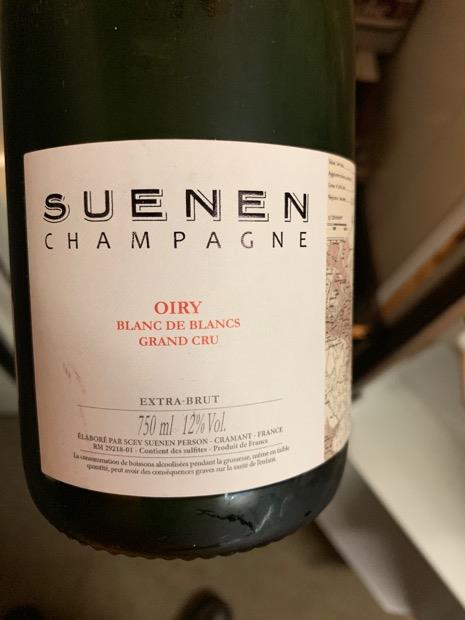 SUENEN
CHAMPAGNE
OIRY
BLANC DE BLANCS
GRAND CRU
EXTRA-BRUT
750 ml 12% Vol.
ÉLABORÉ PAR SCEV SUENEN PERSON - CRAMANT - FRANCE
RM 29218-01 - Contient des sulfites - Produit de France
La consommation de boissons alcoolisées pendant la grossesse, même en faible
quantité, peut avoir des conséquences graves sur la santé de l'enfant.